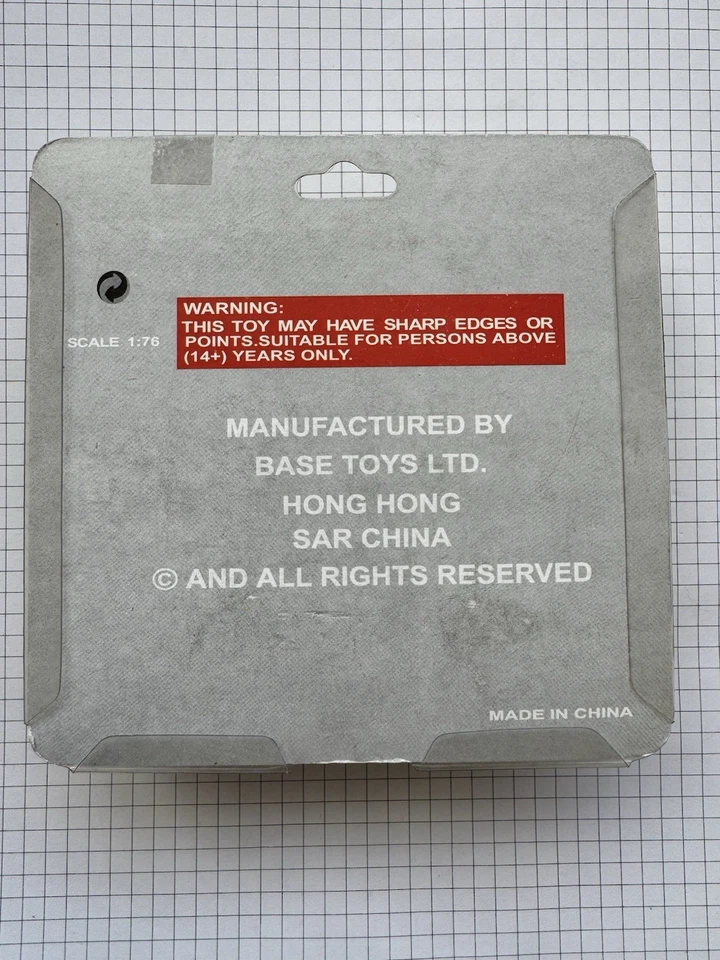 WARNING:
THIS TOY MAY HAVE SHARP EDGES OR
POINTS.SUITABLE FOR PERSONS ABOVE
(14+) YEARS ONLY.
SCALE 1:76
MANUFACTURED BY
BASE TOYS LTD.
HONG HONG
SAR CHINA
© AND ALL RIGHTS RESERVED
MADE IN CHINA